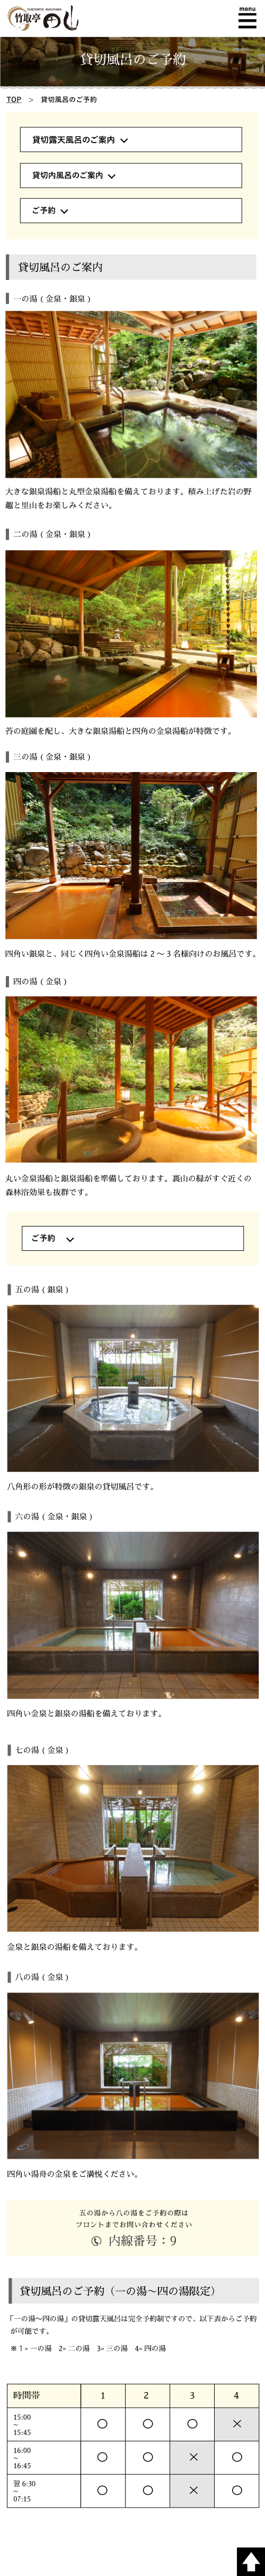 竹取亭
menu
貸切風呂のご予約
TOP ＞ 貸切風呂のご予約
貸切露天風呂のご案内
貸切内風呂のご案内
ご予約
貸切風呂のご案内
一の湯（金泉・銀泉）
大きな銀泉湯船と丸型金泉湯船を備えております。積み上げた岩の野
趣と里山をお楽しみください。
二の湯（金泉・銀泉）
苔の庭園を配し、大きな銀泉湯船と四角の金泉湯船が特徴です。
三の湯（金泉・銀泉）
四角い銀泉と、同じく四角い金泉湯船は２～３名様向けのお風呂です。
四の湯（金泉）
丸い金泉湯船と銀泉湯船を準備しております。裏山の緑がすぐ近くの
森林浴効果も抜群です。
ご予約
五の湯（銀泉）
八角形の形が特徴の銀泉の貸切風呂です。
六の湯（金泉・銀泉）
四角い金泉と銀泉の湯船を備えております。
七の湯（金泉）
金泉と銀泉の湯船を備えております。
八の湯（金泉）
四角い湯舟の金泉をご満悦ください。
五の湯から八の湯をご予約の際は
フロントまでお問い合わせください
✆ 内線番号：9
貸切風呂のご予約（一の湯～四の湯限定）
「一の湯～四の湯」の貸切露天風呂は完全予約制ですので、以下表からご予約
が可能です。
※１= 一の湯 2= 二の湯 3= 三の湯 4= 四の湯
時間帯 1 2 3 4
15:00
~
15:45
○ ○ ○ ×
16:00
~
16:45
○ ○ × ○
翌 6:30
~
07:15
○ ○ × ○